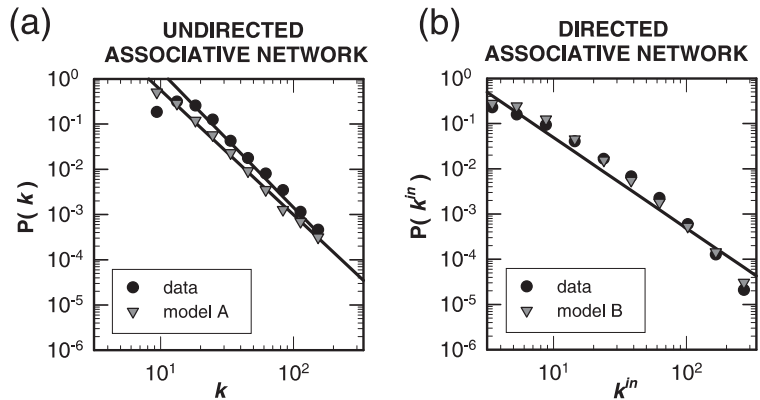 (a)
UNDIRECTED
ASSOCIATIVE NETWORK
10^0
10^-1
10^-2
10^-3
10^-4
10^-5
10^-6
P( k )
data
model A
10^1
10^2
k
(b)
DIRECTED
ASSOCIATIVE NETWORK
10^0
10^-1
10^-2
10^-3
10^-4
10^-5
10^-6
P( k^in )
data
model B
10^1
10^2
k^in